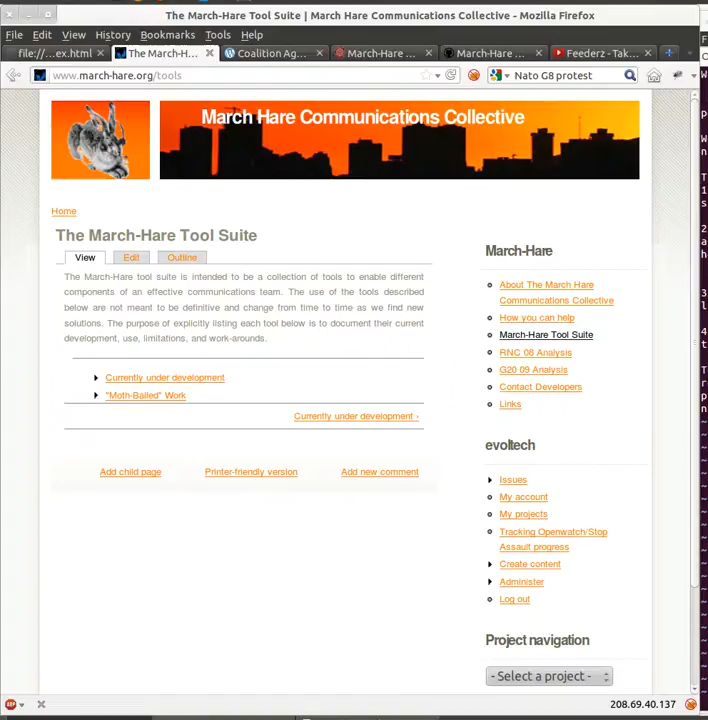 The March-Hare Tool Suite | March Hare Communications Collective - Mozilla Firefox
File Edit View History Bookmarks Tools Help
file://...ex.html The March-H... Coalition Ag... March-Hare ... March-Hare ... Feederz - Tak...
www.march-hare.org/tools Nato G8 protest
March Hare Communications Collective
Home
The March-Hare Tool Suite
View Edit Outline
The March-Hare tool suite is intended to be a collection of tools to enable different
components of an effective communications team. The use of the tools described
below are not meant to be definitive and change from time to time as we find new
solutions. The purpose of explicitly listing each tool below is to document their current
development, use, limitations, and work-arounds.
Currently under development
"Moth-Balled" Work
Currently under development ›
Add child page Printer-friendly version Add new comment
March-Hare
About The March Hare
Communications Collective
How you can help
March-Hare Tool Suite
RNC 08 Analysis
G20 09 Analysis
Contact Developers
Links
evoltech
Issues
My account
My projects
Tracking Openwatch/Stop
Assault progress
Create content
Administer
Log out
Project navigation
- Select a project -
208.69.40.137